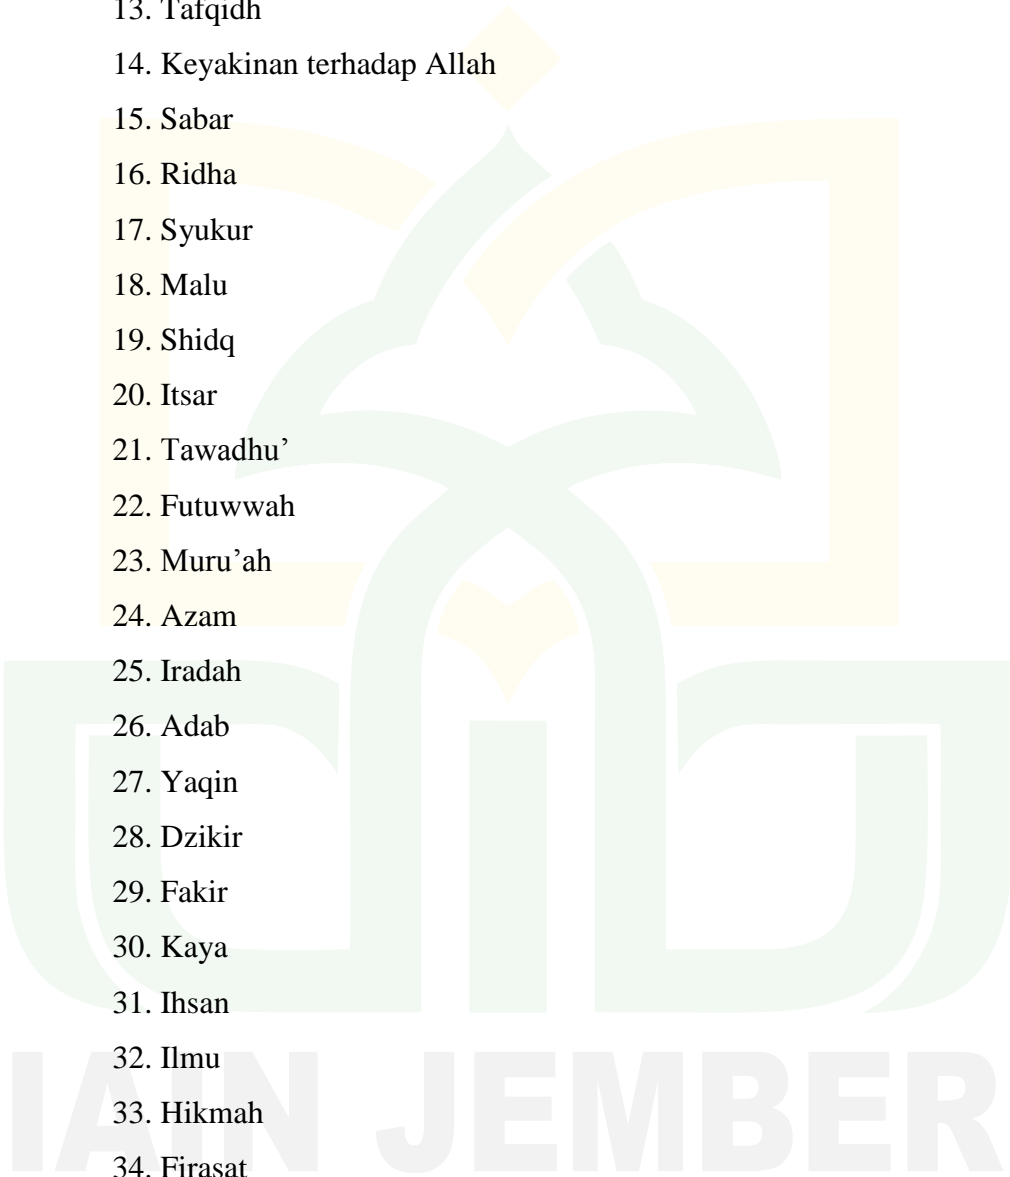 13. Tafqidh
14. Keyakinan terhadap Allah
15. Sabar
16. Ridha
17. Syukur
18. Malu
19. Shidq
20. Itsar
21. Tawadhu’
22. Futuwwah
23. Muru’ah
24. Azam
25. Iradah
26. Adab
27. Yaqin
28. Dzikir
29. Fakir
30. Kaya
31. Ihsan
32. Ilmu
33. Hikmah
34. Firasat
IAIN JEMBER